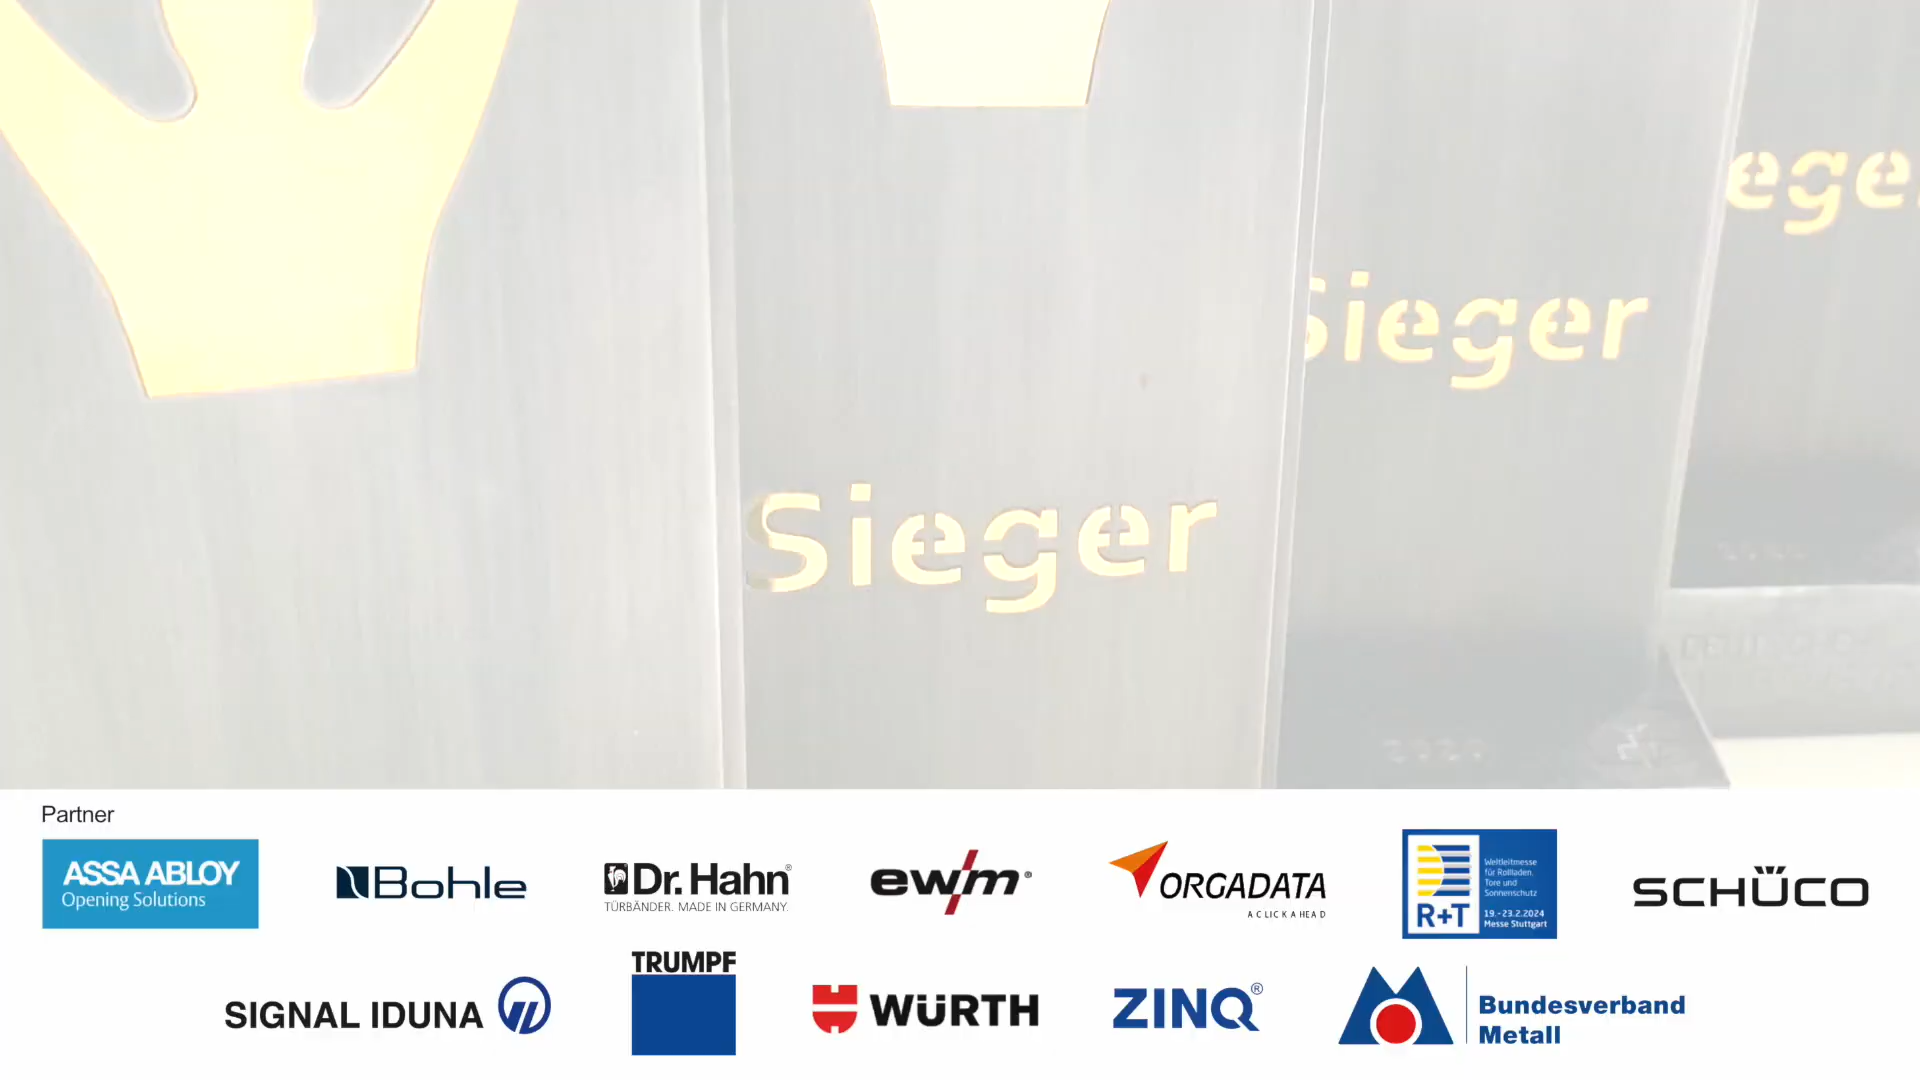 eger
Sieger
Sieger
Partner
ASSA ABLOY
Opening Solutions
Bohle
Dr. Hahn®
TÜRBÄNDER. MADE IN GERMANY.
ewm®
ORGADATA
A CLICK AHEAD
R+T
Weltleitmesse
für Rollladen,
Tore und
Sonnenschutz
19.-23.2.2024
Messe Stuttgart
SCHÜCO
SIGNAL IDUNA
TRUMPF
WÜRTH
ZINQ®
Bundesverband
Metall